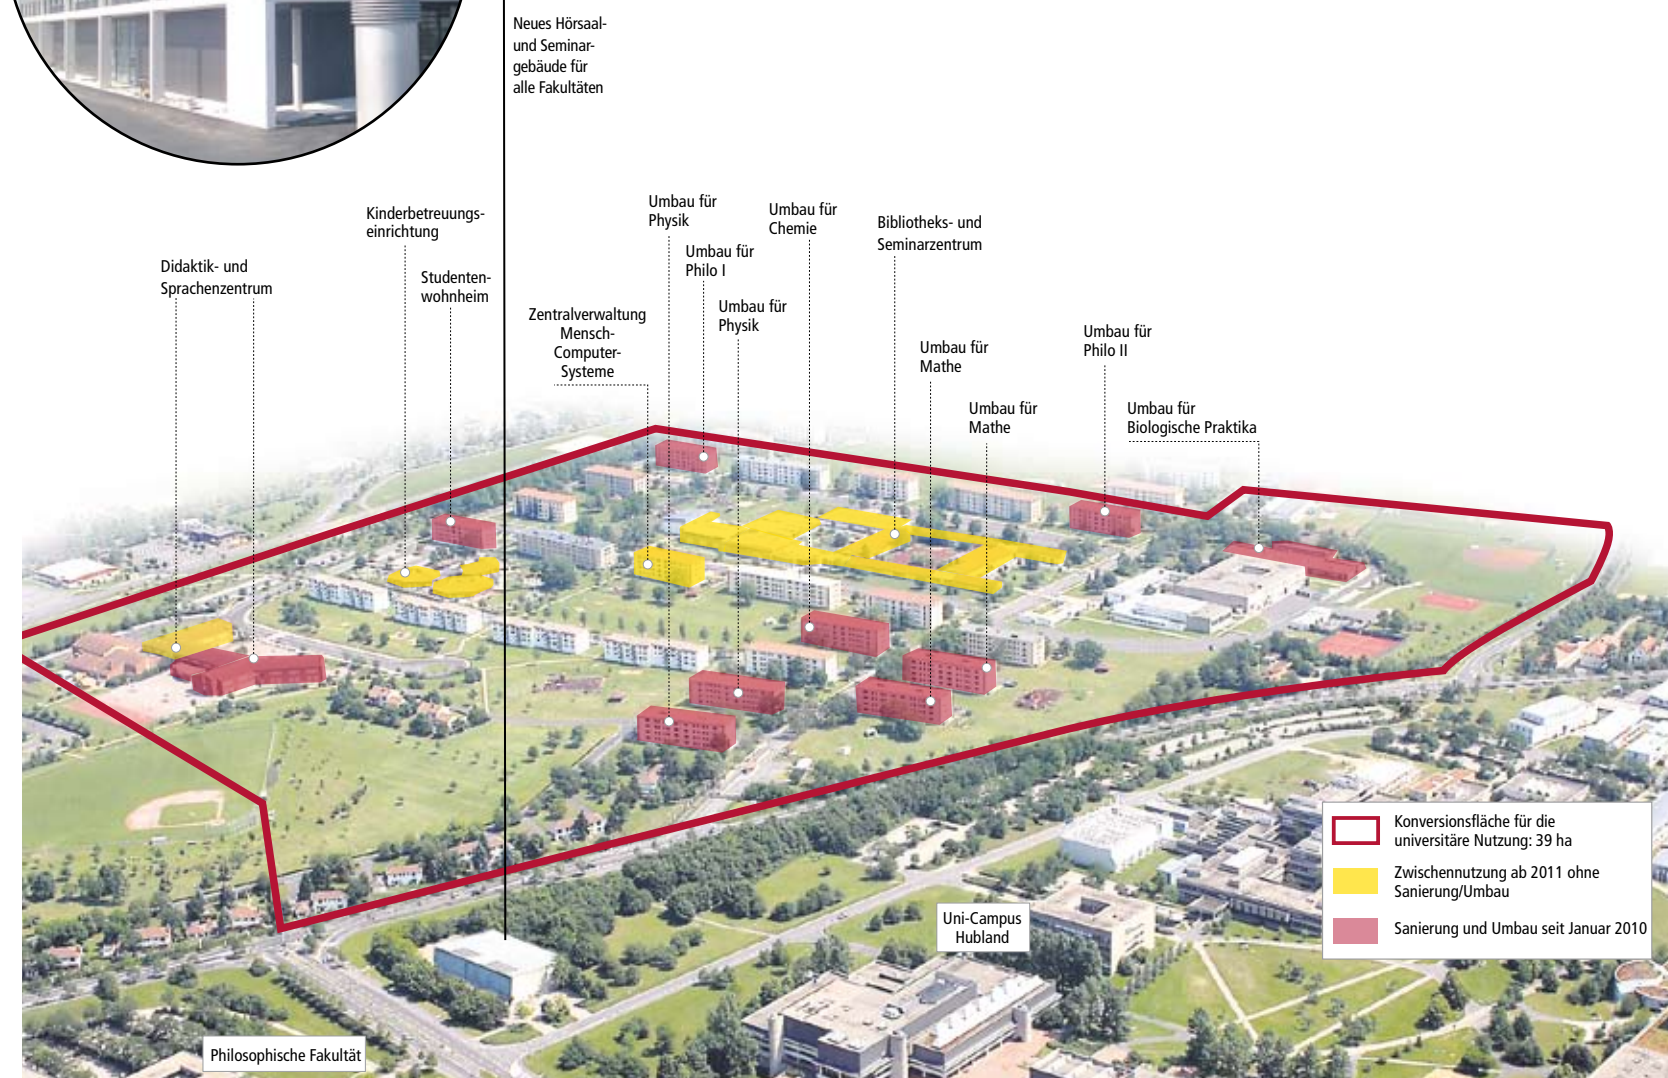 Neues Hörsaal-
und Seminar-
gebäude für
alle Fakultäten
Kinderbetreuungs-
einrichtung
Didaktik- und
Sprachenzentrum
Studenten-
wohnheim
Zentralverwaltung
Mensch-
Computer-
Systeme
Umbau für
Physik
Umbau für
Philo I
Umbau für
Physik
Umbau für
Chemie
Bibliotheks- und
Seminarzentrum
Umbau für
Mathe
Umbau für
Mathe
Umbau für
Philo II
Umbau für
Biologische Praktika
Konversionsfläche für die
universitäre Nutzung: 39 ha
Zwischennutzung ab 2011 ohne
Sanierung/Umbau
Sanierung und Umbau seit Januar 2010
Uni-Campus
Hubland
Philosophische Fakultät